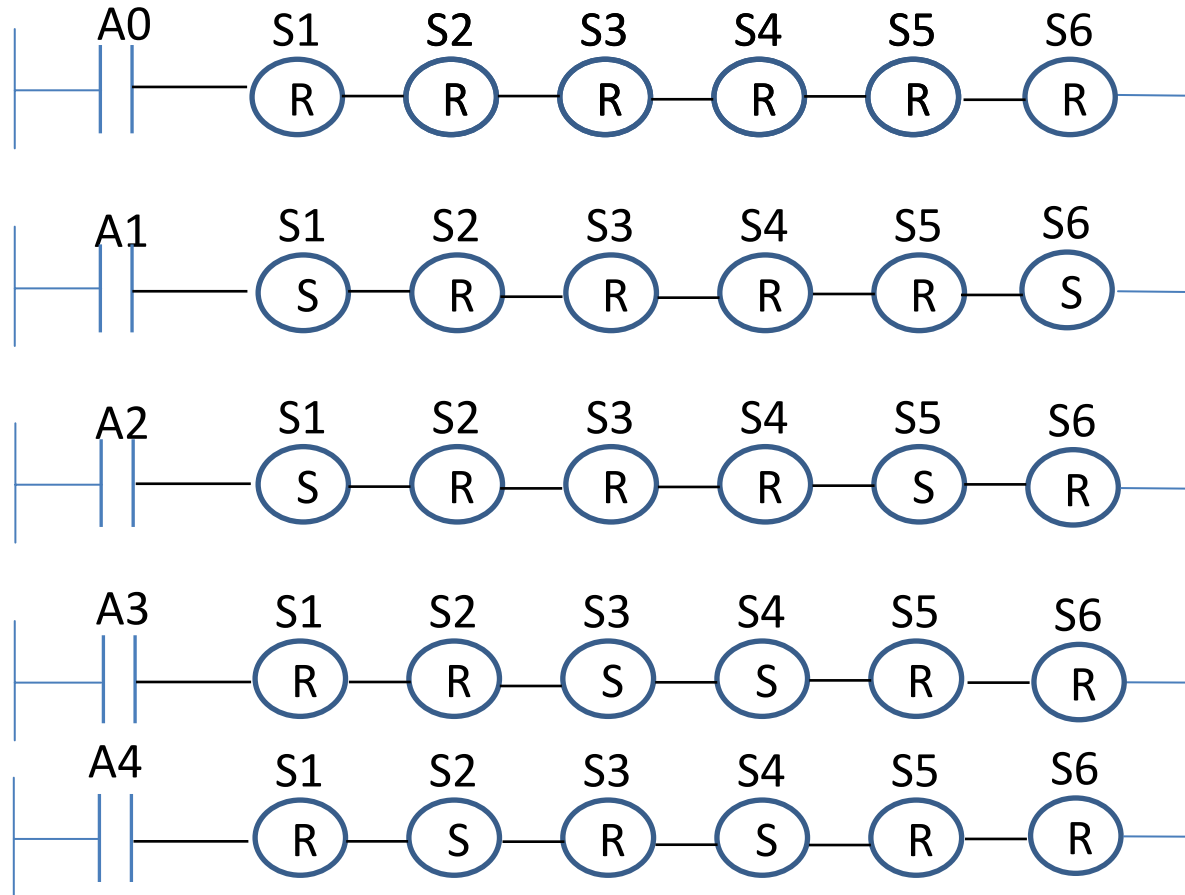 A0 S1 S2 S3 S4 S5 S6
R R R R R R
A1 S1 S2 S3 S4 S5 S6
S R R R R S
A2 S1 S2 S3 S4 S5 S6
S R R R S R
A3 S1 S2 S3 S4 S5 S6
R R S S R R
A4 S1 S2 S3 S4 S5 S6
R S R S R R